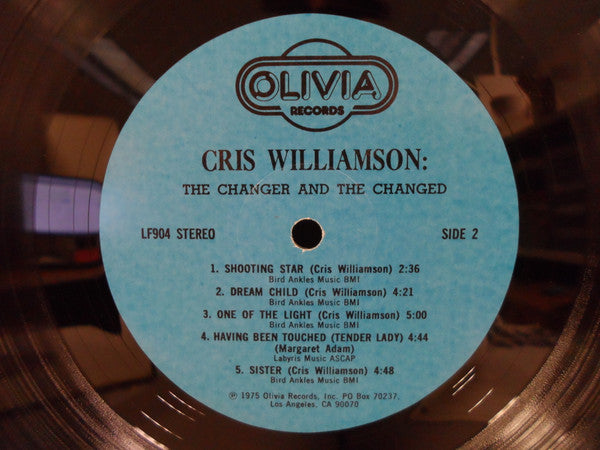 OLIVIA
RECORDS
CRIS WILLIAMSON:
THE CHANGER AND THE CHANGED
LF904 STEREO SIDE 2
1. SHOOTING STAR (Cris Williamson) 2:36
Bird Ankles Music BMI
2. DREAM CHILD (Cris Williamson) 4:21
Bird Ankles Music BMI
3. ONE OF THE LIGHT (Cris Williamson) 5:00
Bird Ankles Music BMI
4. HAVING BEEN TOUCHED (TENDER LADY) 4:44
(Margaret Adam)
Labyris Music ASCAP
5. SISTER (Cris Williamson) 4:48
Bird Ankles Music BMI
℗ 1975 Olivia Records, Inc. PO Box 70237,
Los Angeles, CA 90070